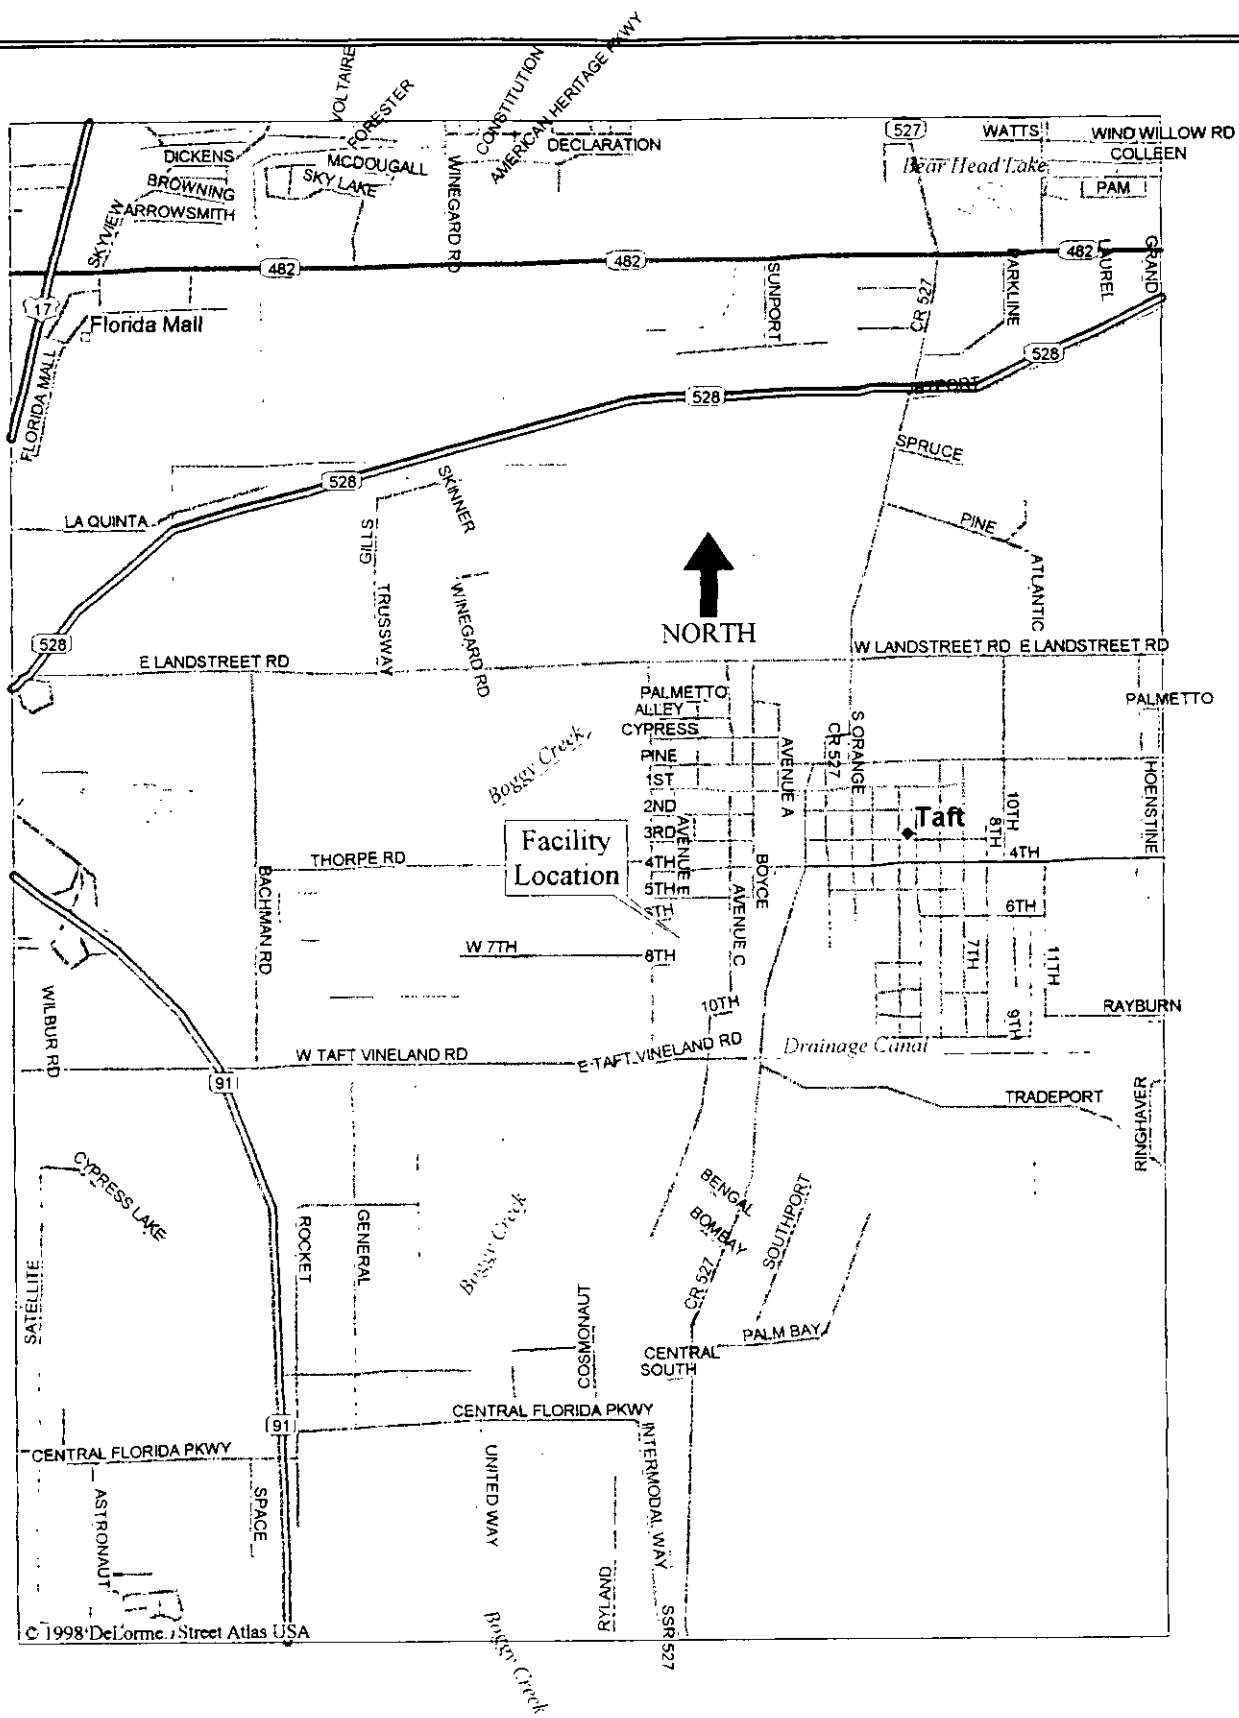 VOLTAIRE
FORESTER
CONSTITUTION
AMERICAN HERITAGE PKWY
DECLARATION
527
WATTS
WIND WILLOW RD
COLLEEN
Bear Head Lake
PAM
DICKENS
MCDOUGALL
SKY LAKE
BROWNING
ARROWSMITH
SKYVIEW
WINEGARD RD
482
482
482
LAUREL
GRAND
17
Florida Mall
SUNPORT
CR 527
PARKLINE
528
FLORIDA MALL
528
JETPORT
SPRUCE
528
SKINNER
LA QUINTA
GILLS
PINE
ATLANTIC
TRUSSWAY
WINEGARD RD
NORTH
528
E LANDSTREET RD
W LANDSTREET RD
E LANDSTREET RD
PALMETTO
ALLEY
CYPRESS
PALMETTO
Boggy Creek
PINE
1ST
AVENUE A
CR 527
S ORANGE
HOENSTINE
2ND
3RD
AVENUE E
Taft
8TH
10TH
Facility
Location
THORPE RD
4TH
4TH
BACHMAN RD
5TH
BOYCE
6TH
6TH
AVENUE C
W 7TH
8TH
7TH
11TH
WILBUR RD
10TH
9TH
RAYBURN
W TAFT VINELAND RD
E TAFT VINELAND RD
Drainage Canal
91
TRADEPORT
RINGHAVER
CYPRESS LAKE
BENGAL
BOMBAY
SOUTHPORT
ROCKET
GENERAL
Boggy Creek
CR 527
SATELLITE
COSMONAUT
PALM BAY
CENTRAL
SOUTH
91
CENTRAL FLORIDA PKWY
CENTRAL FLORIDA PKWY
INTERMODAL WAY
UNITED WAY
ASTRONAUT
SPACE
RYLAND
SSR 527
© 1998 DeLorme. Street Atlas USA
Boggy Creek